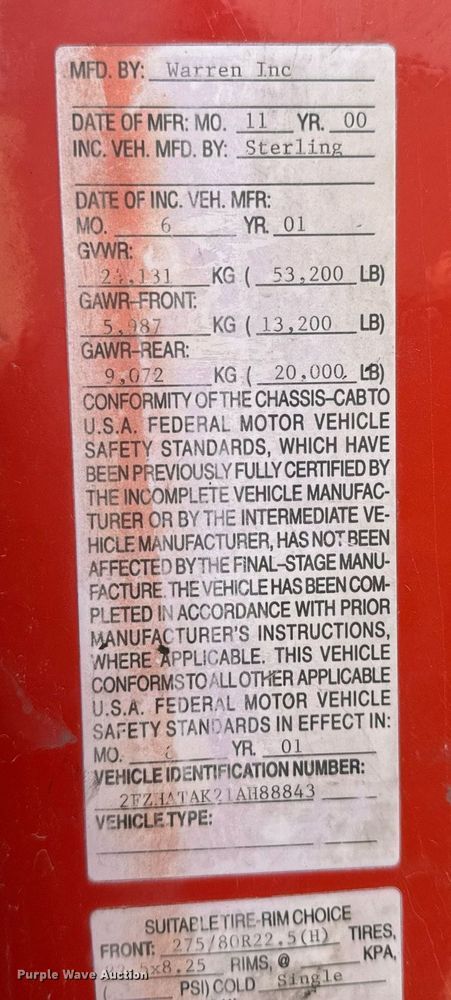 MFD. BY: Warren Inc
DATE OF MFR: MO. 11 YR. 00
INC. VEH. MFD. BY: Sterling
DATE OF INC. VEH. MFR:
MO. 6 YR. 01
GVWR:
KG ( 53,200 LB)
GAWR-FRONT:
5,987 KG ( 13,200 LB)
GAWR-REAR:
9,072 KG ( 20,000 LB)
CONFORMITY OF THE CHASSIS-CAB TO
U.S.A. FEDERAL MOTOR VEHICLE
SAFETY STANDARDS, WHICH HAVE
BEEN PREVIOUSLY FULLY CERTIFIED BY
THE INCOMPLETE VEHICLE MANUFAC-
TURER OR BY THE INTERMEDIATE VE-
HICLE MANUFACTURER, HAS NOT BEEN
AFFECTED BY THE FINAL-STAGE MANU-
FACTURE. THE VEHICLE HAS BEEN COM-
PLETED IN ACCORDANCE WITH PRIOR
MANUFACTURER'S INSTRUCTIONS,
WHERE APPLICABLE. THIS VEHICLE
CONFORMS TO ALL OTHER APPLICABLE
U.S.A. FEDERAL MOTOR VEHICLE
SAFETY STANDARDS IN EFFECT IN:
MO. YR. 01
VEHICLE IDENTIFICATION NUMBER:
VEHICLE TYPE:
SUITABLE TIRE-RIM CHOICE
FRONT: 275/80R22.5(H) TIRES,
x8.25 RIMS, @ KPA,
( PSI) COLD Single
Purple Wave Auction